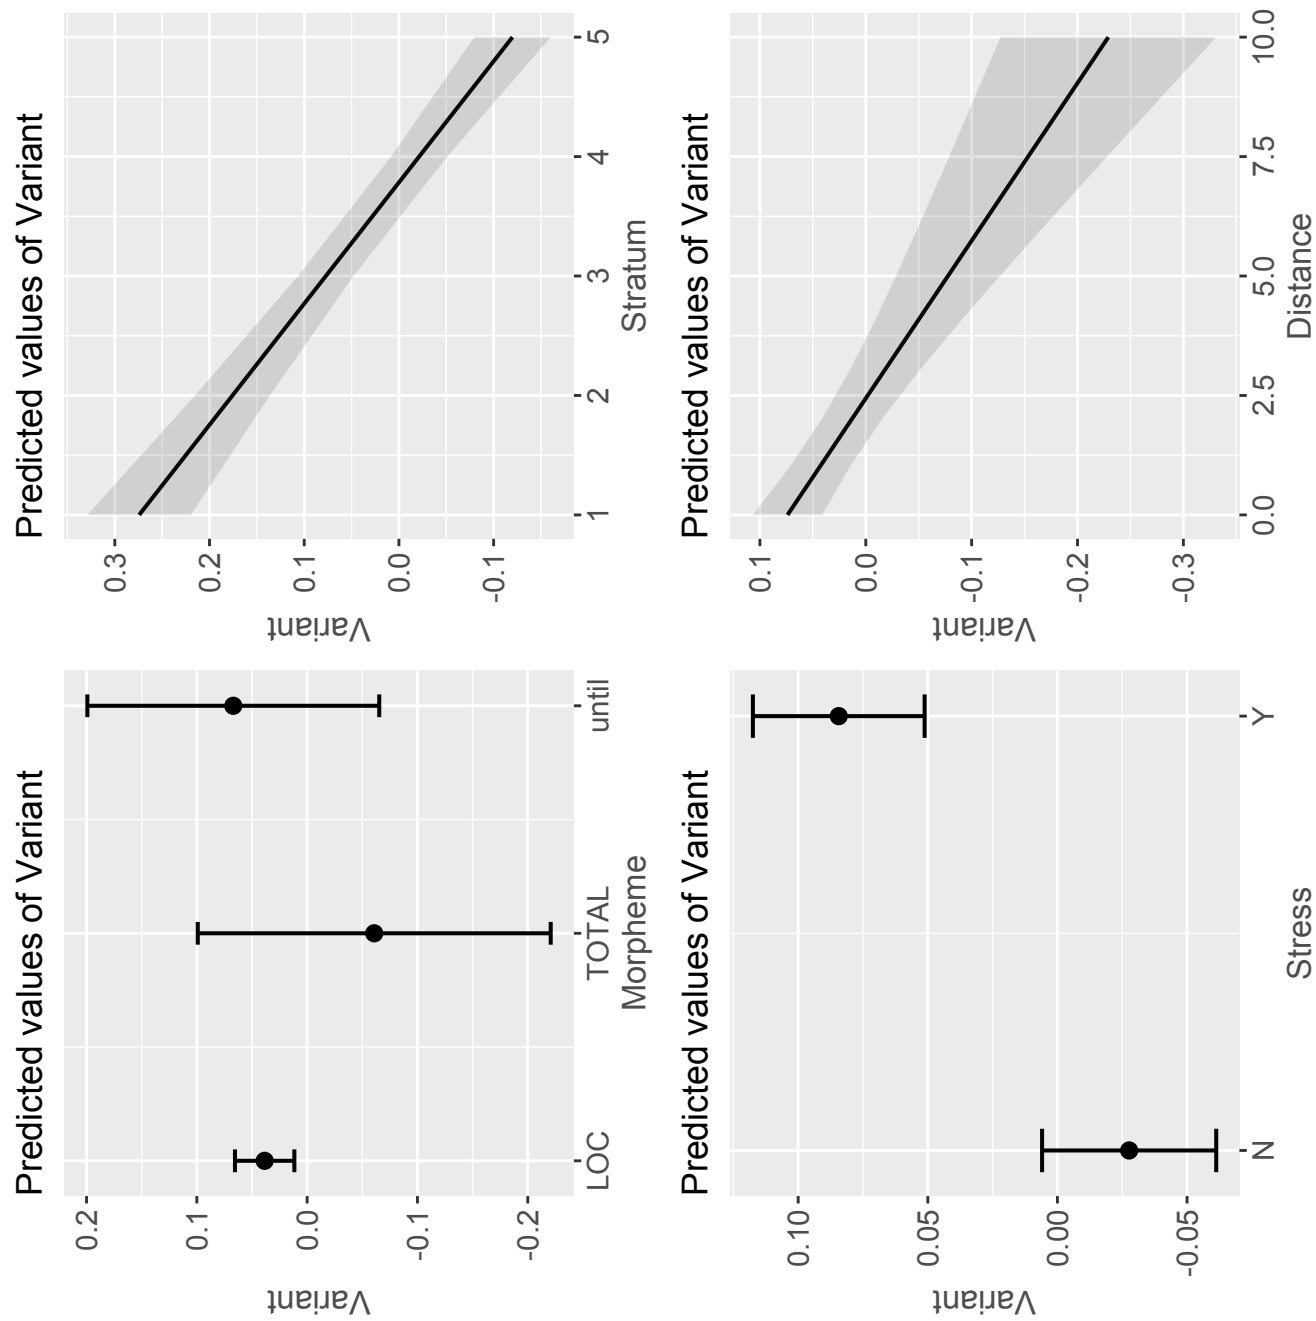 Predicted values of Variant
0.2
0.1
0.0
-0.1
-0.2
Variant
LOC
TOTAL
until
Morpheme
Predicted values of Variant
0.3
0.2
0.1
0.0
-0.1
Variant
1
2
3
4
5
Stratum
Predicted values of Variant
0.10
0.05
0.00
-0.05
Variant
N
Y
Stress
Predicted values of Variant
0.1
0.0
-0.1
-0.2
-0.3
Variant
0.0
2.5
5.0
7.5
10.0
Distance